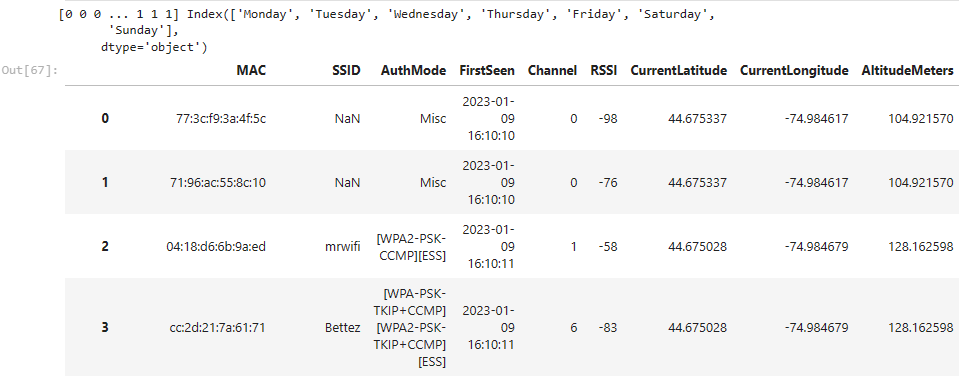 [0 0 0 ... 1 1 1] Index(['Monday', 'Tuesday', 'Wednesday', 'Thursday', 'Friday', 'Saturday',
'Sunday'],
dtype='object')
Out[67]:
MAC SSID AuthMode FirstSeen Channel RSSI CurrentLatitude CurrentLongitude AltitudeMeters
2023-01-
0 77:3c:f9:3a:4f:5c NaN Misc 09 0 -98 44.675337 -74.984617 104.921570
16:10:10
2023-01-
1 71:96:ac:55:8c:10 NaN Misc 09 0 -76 44.675337 -74.984617 104.921570
16:10:10
2023-01-
2 04:18:d6:6b:9a:ed mrwifi [WPA2-PSK-CCMP][ESS] 09 1 -58 44.675028 -74.984679 128.162598
16:10:11
[WPA-PSK-
TKIP+CCMP] 2023-01-
3 cc:2d:21:7a:61:71 Bettez [WPA2-PSK- 09 6 -83 44.675028 -74.984679 128.162598
TKIP+CCMP] 16:10:11
[ESS]